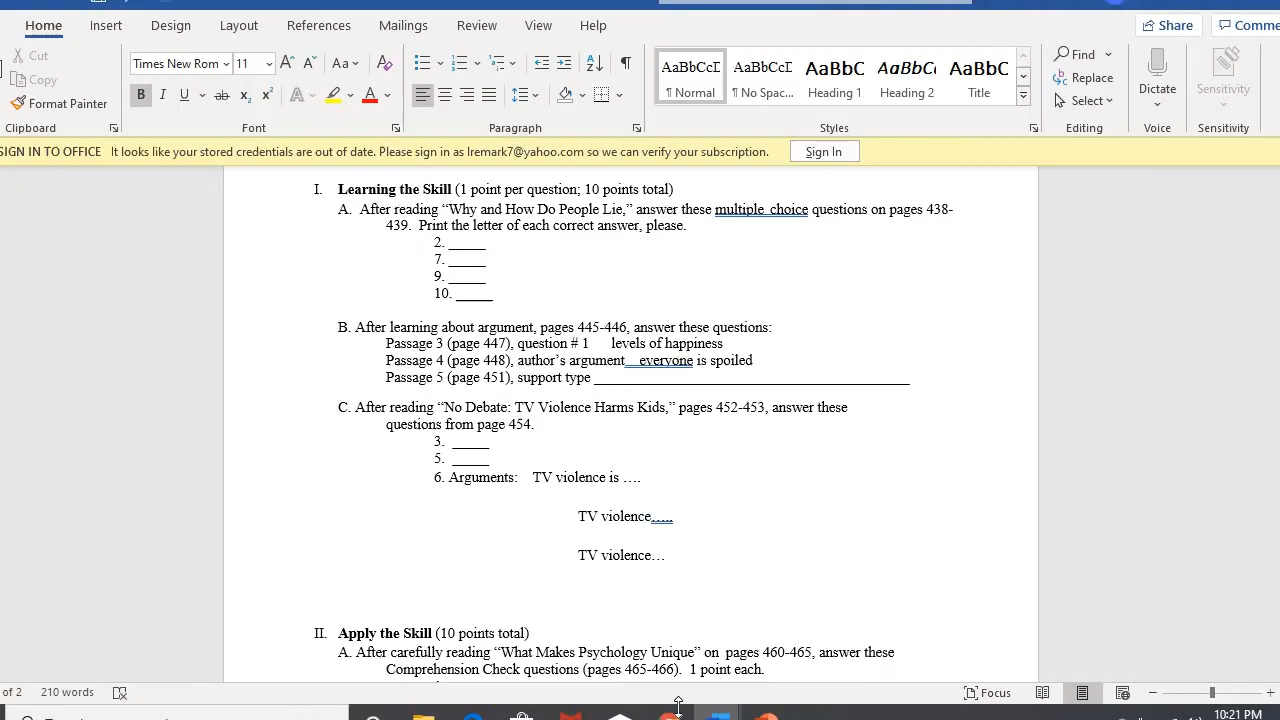 Home Insert Design Layout References Mailings Review View Help Share Comme
Cut
Copy
Format Painter
Times New Rom 11 Aa
B I U ab x₂ x² A A
AaBbCcI AaBbCcI AaBbC AaBbCc AaBbC
¶ Normal ¶ No Spac... Heading 1 Heading 2 Title
Find
Replace
Select
Dictate
Sensitivity
Clipboard Font Paragraph Styles Editing Voice Sensitivity
SIGN IN TO OFFICE It looks like your stored credentials are out of date. Please sign in as lremark7@yahoo.com so we can verify your subscription. Sign In
I. Learning the Skill (1 point per question; 10 points total)
A. After reading “Why and How Do People Lie,” answer these multiple choice questions on pages 438-
439. Print the letter of each correct answer, please.
2. _____
7. _____
9. _____
10. _____
B. After learning about argument, pages 445-446, answer these questions:
Passage 3 (page 447), question # 1 levels of happiness
Passage 4 (page 448), author’s argument__everyone is spoiled
Passage 5 (page 451), support type ___________________________________________
C. After reading “No Debate: TV Violence Harms Kids,” pages 452-453, answer these
questions from page 454.
3. _____
5. _____
6. Arguments: TV violence is ….
TV violence…..
TV violence…
II. Apply the Skill (10 points total)
A. After carefully reading “What Makes Psychology Unique” on pages 460-465, answer these
Comprehension Check questions (pages 465-466). 1 point each.
of 2 210 words Focus
10:21 PM